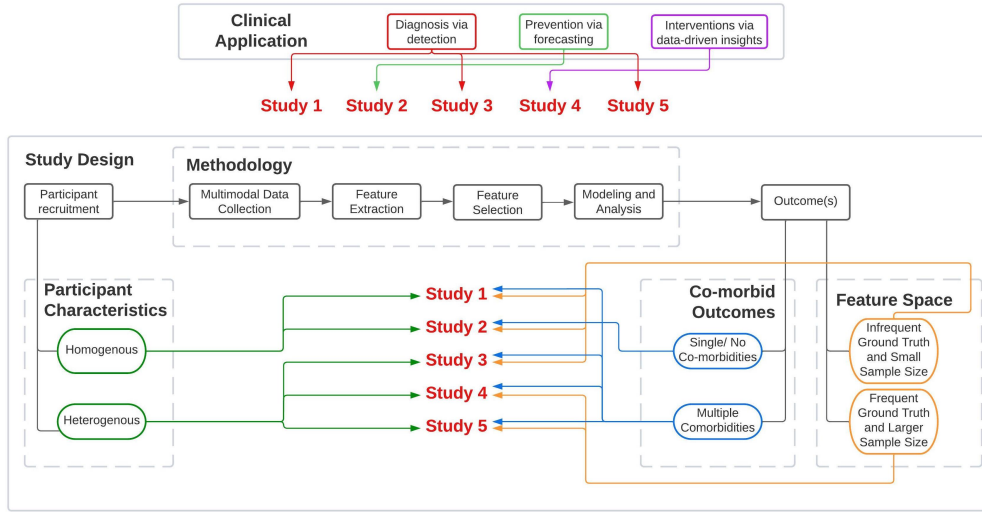 Clinical
Application
Diagnosis via
detection
Prevention via
forecasting
Interventions via
data-driven insights
Study 1
Study 2
Study 3
Study 4
Study 5
Study Design
Methodology
Participant
recruitment
Multimodal Data
Collection
Feature
Extraction
Feature
Selection
Modeling and
Analysis
Outcome(s)
Participant
Characteristics
Homogenous
Heterogenous
Study 1
Study 2
Study 3
Study 4
Study 5
Co-morbid
Outcomes
Single/ No
Co-morbidities
Multiple
Comorbidities
Feature Space
Infrequent
Ground Truth
and Small
Sample Size
Frequent
Ground Truth
and Larger
Sample Size